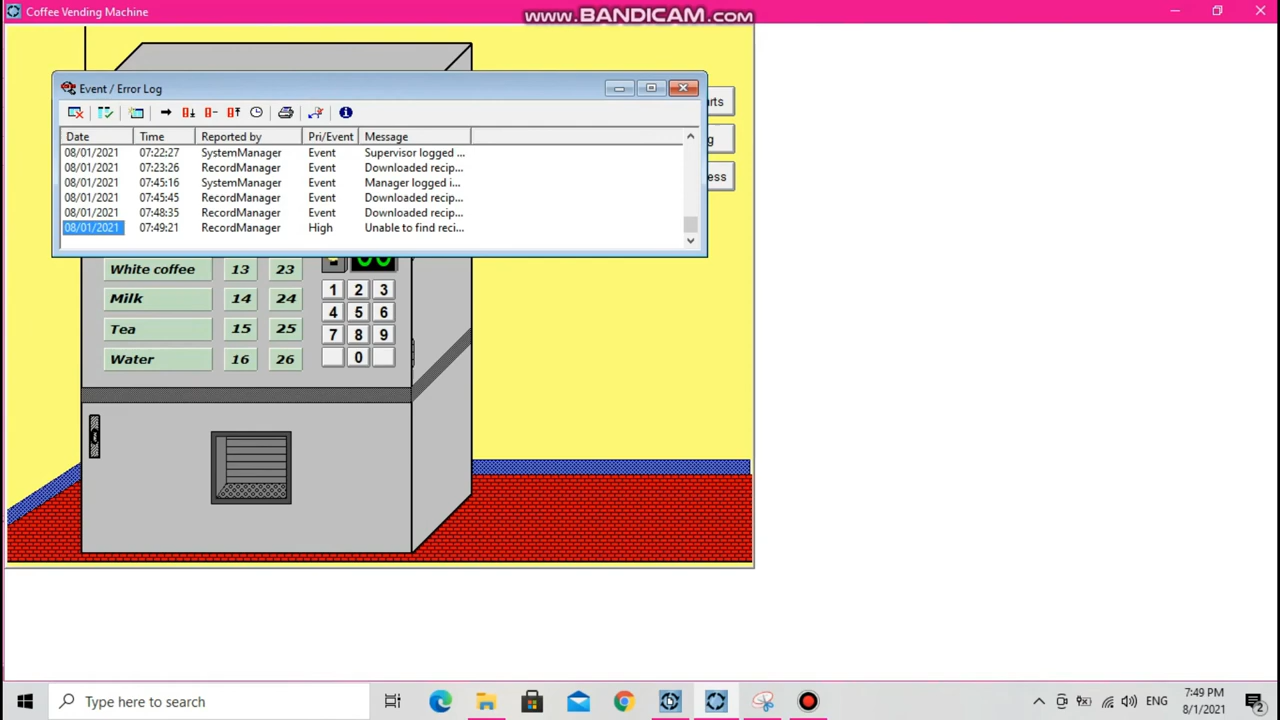 Coffee Vending Machine
www.BANDICAM.com
Event / Error Log
Date Time Reported by Pri/Event Message
08/01/2021 07:22:27 SystemManager Event Supervisor logged ...
08/01/2021 07:23:26 RecordManager Event Downloaded recip...
08/01/2021 07:45:16 SystemManager Event Manager logged i...
08/01/2021 07:45:45 RecordManager Event Downloaded recip...
08/01/2021 07:48:35 RecordManager Event Downloaded recip...
08/01/2021 07:49:21 RecordManager High Unable to find reci...
White coffee 13 23
Milk 14 24
Tea 15 25
Water 16 26
1 2 3
4 5 6
7 8 9
0
Type here to search
ENG
7:49 PM
8/1/2021
2